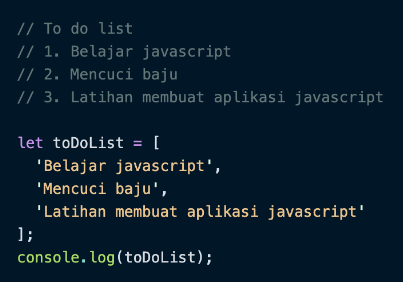 // To do list
// 1. Belajar javascript
// 2. Mencuci baju
// 3. Latihan membuat aplikasi javascript

let toDoList = [
  'Belajar javascript',
  'Mencuci baju',
  'Latihan membuat aplikasi javascript'
];
console.log(toDoList);